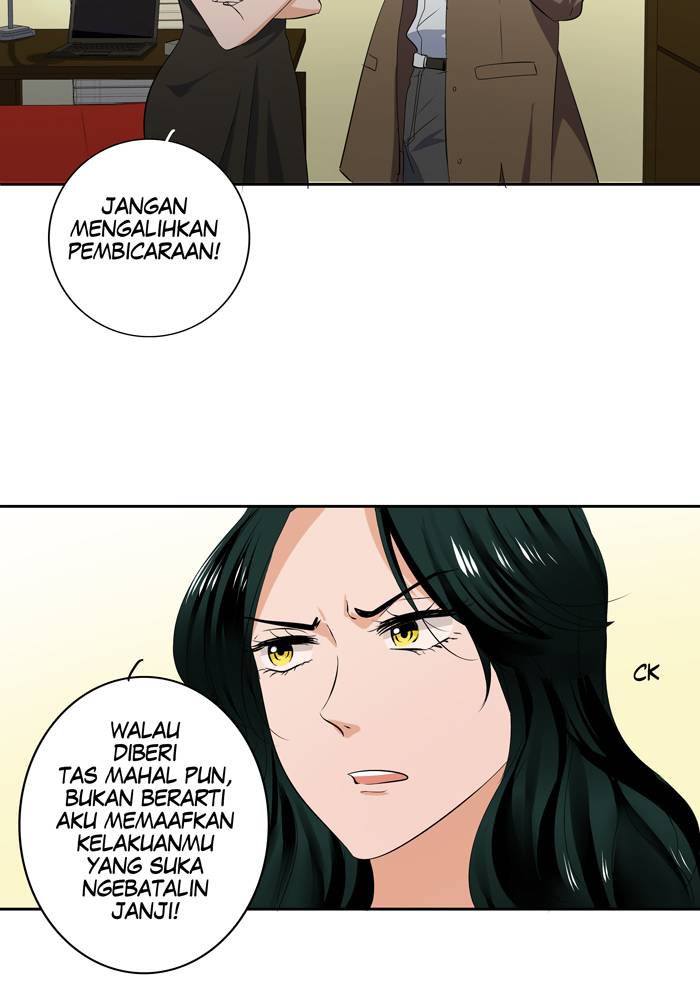 JANGAN
MENGALIHKAN
PEMBICARAAN!
CK
WALAU
DIBERI
TAS MAHAL PUN,
BUKAN BERARTI
AKU MEMAAFKAN
KELAKUANMU
YANG SUKA
NGEBATALIN
JANJI!